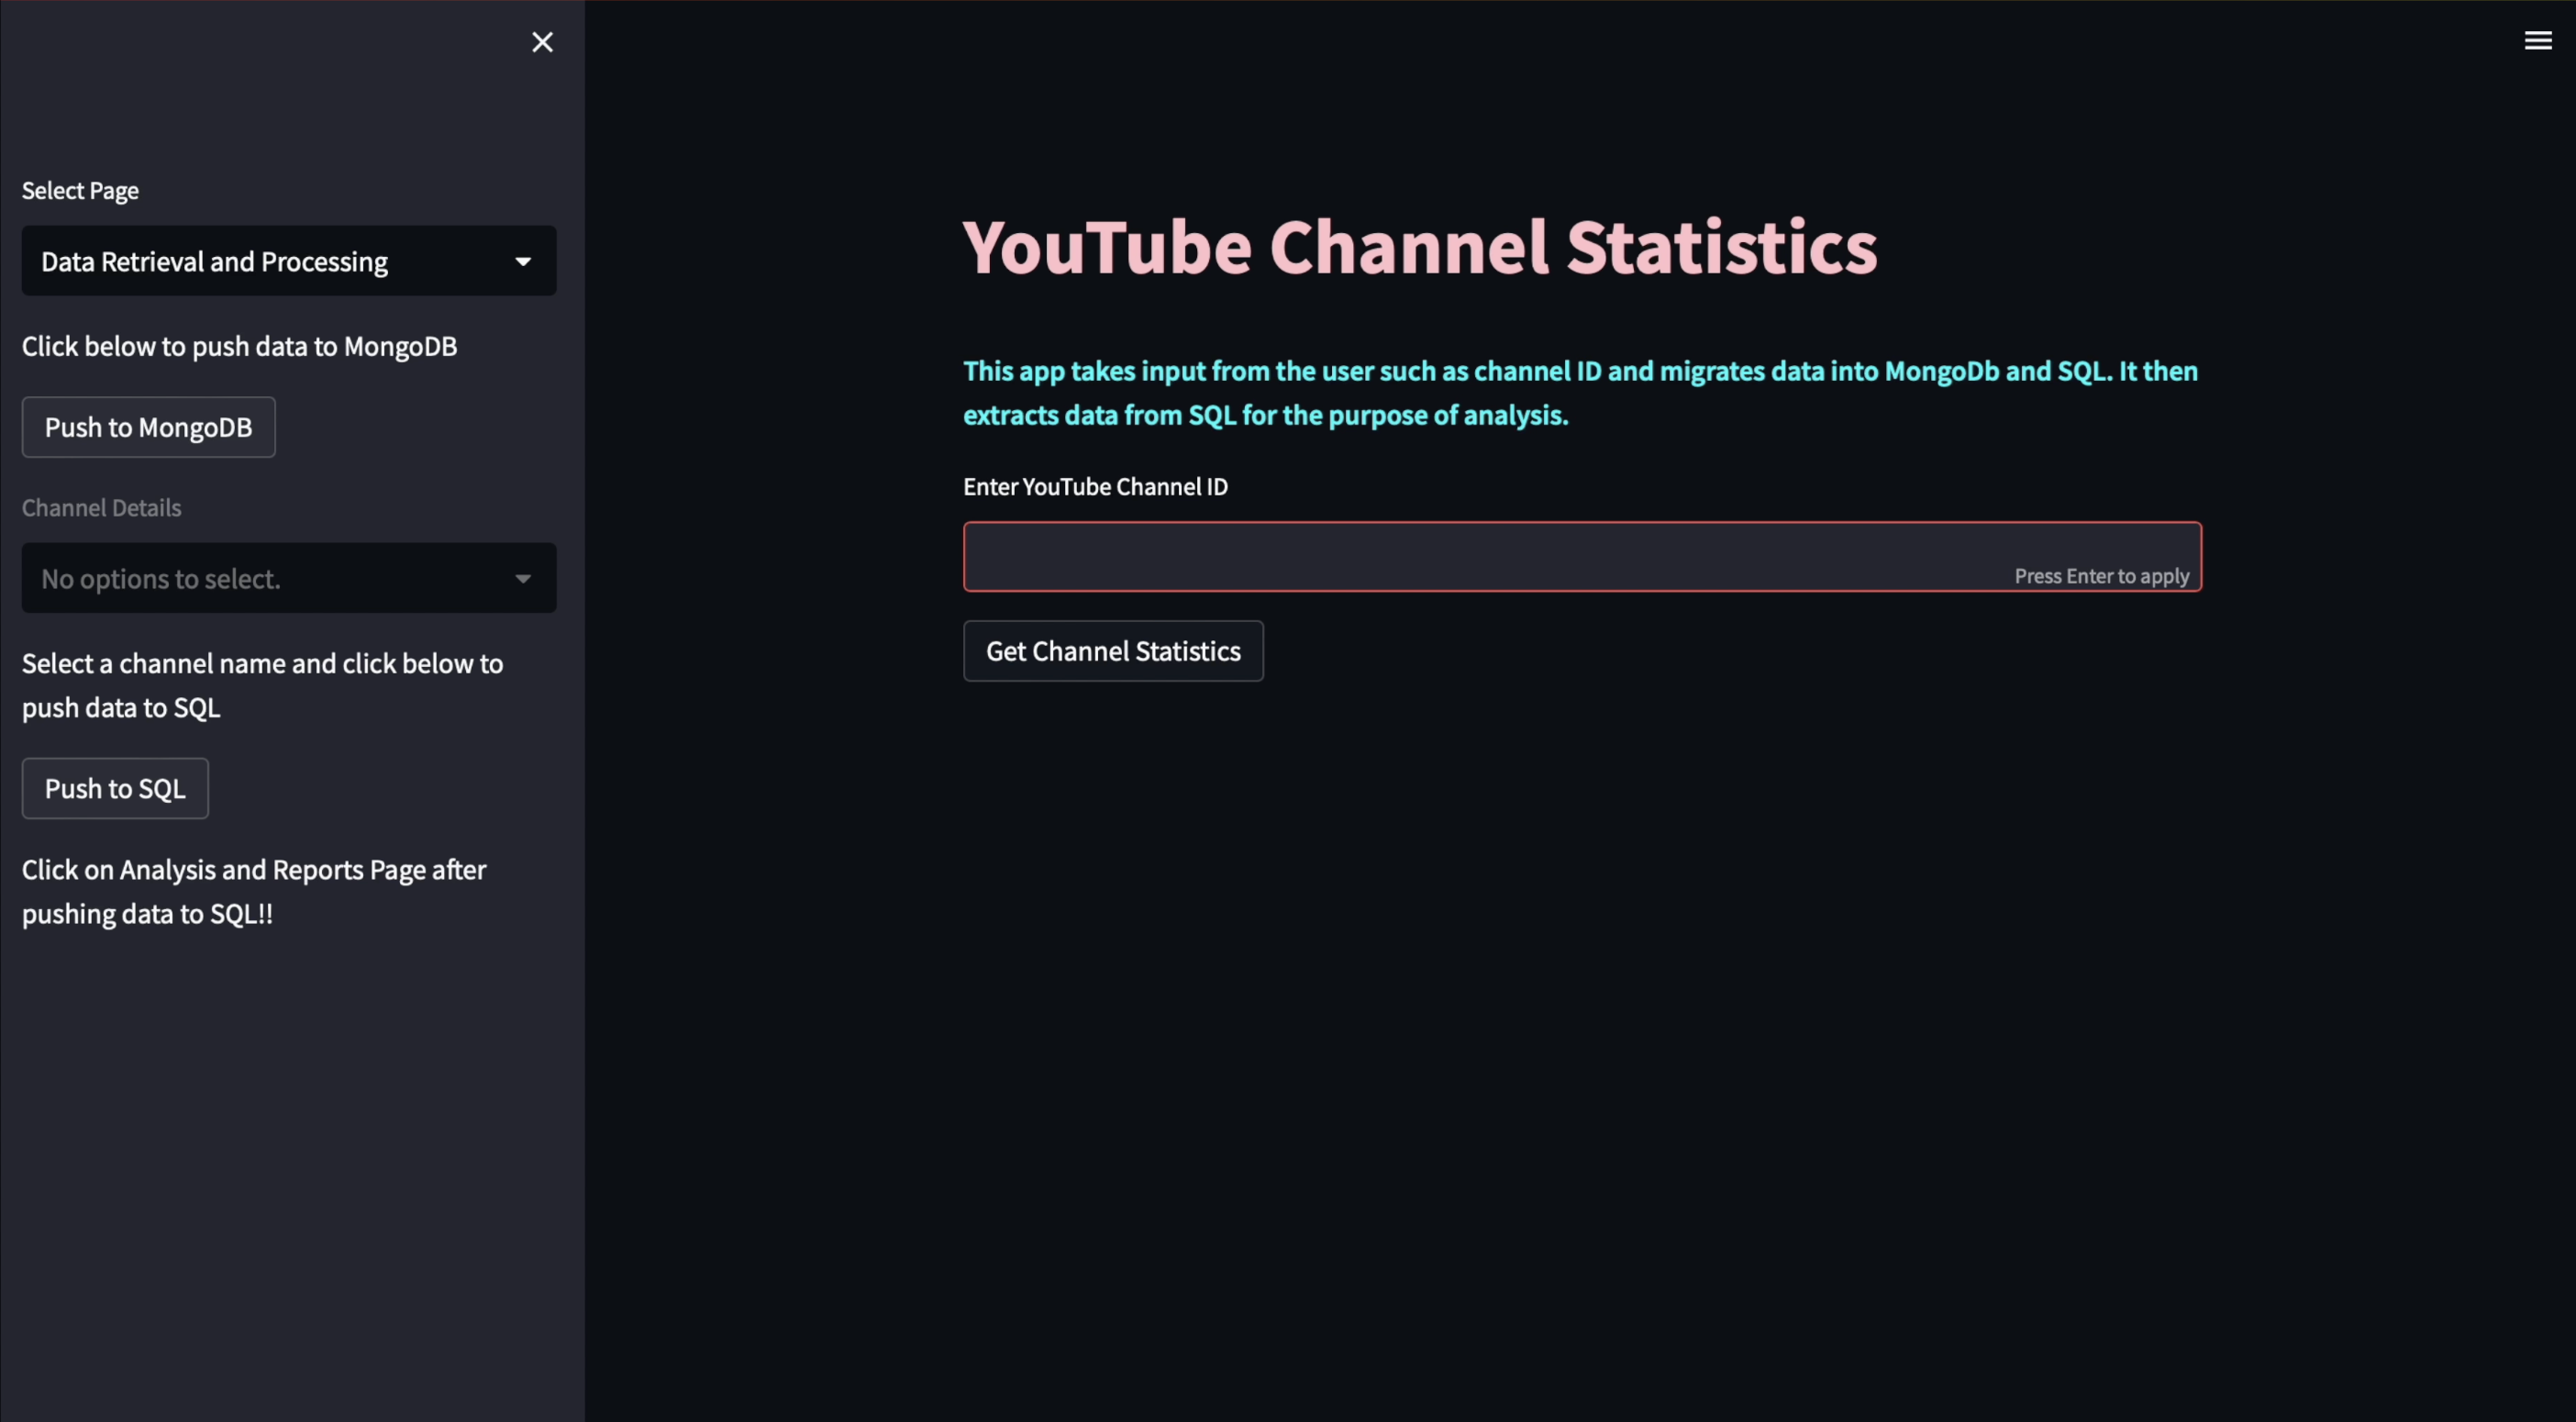 Select Page
Data Retrieval and Processing
Click below to push data to MongoDB
Push to MongoDB
Channel Details
No options to select.
Select a channel name and click below to
push data to SQL
Push to SQL
Click on Analysis and Reports Page after
pushing data to SQL!!
YouTube Channel Statistics
This app takes input from the user such as channel ID and migrates data into MongoDb and SQL. It then
extracts data from SQL for the purpose of analysis.
Enter YouTube Channel ID
Press Enter to apply
Get Channel Statistics